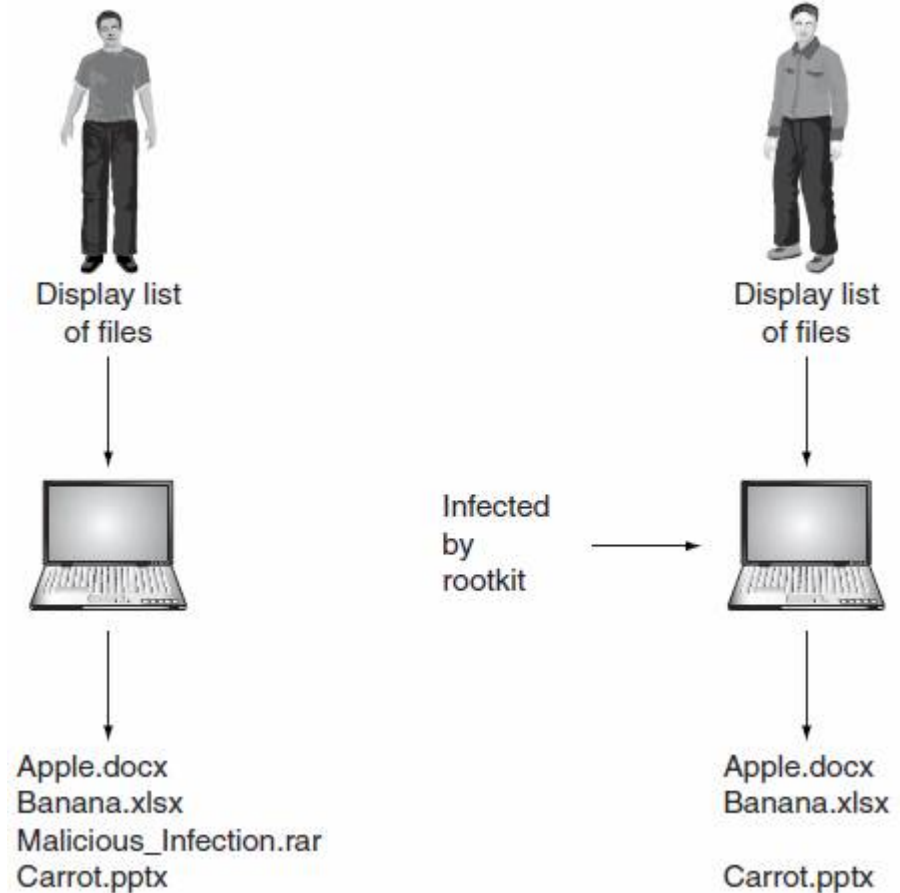 Display list
of files
Display list
of files
Infected
by
rootkit
Apple.docx
Banana.xlsx
Malicious_Infection.rar
Carrot.pptx
Apple.docx
Banana.xlsx
Carrot.pptx